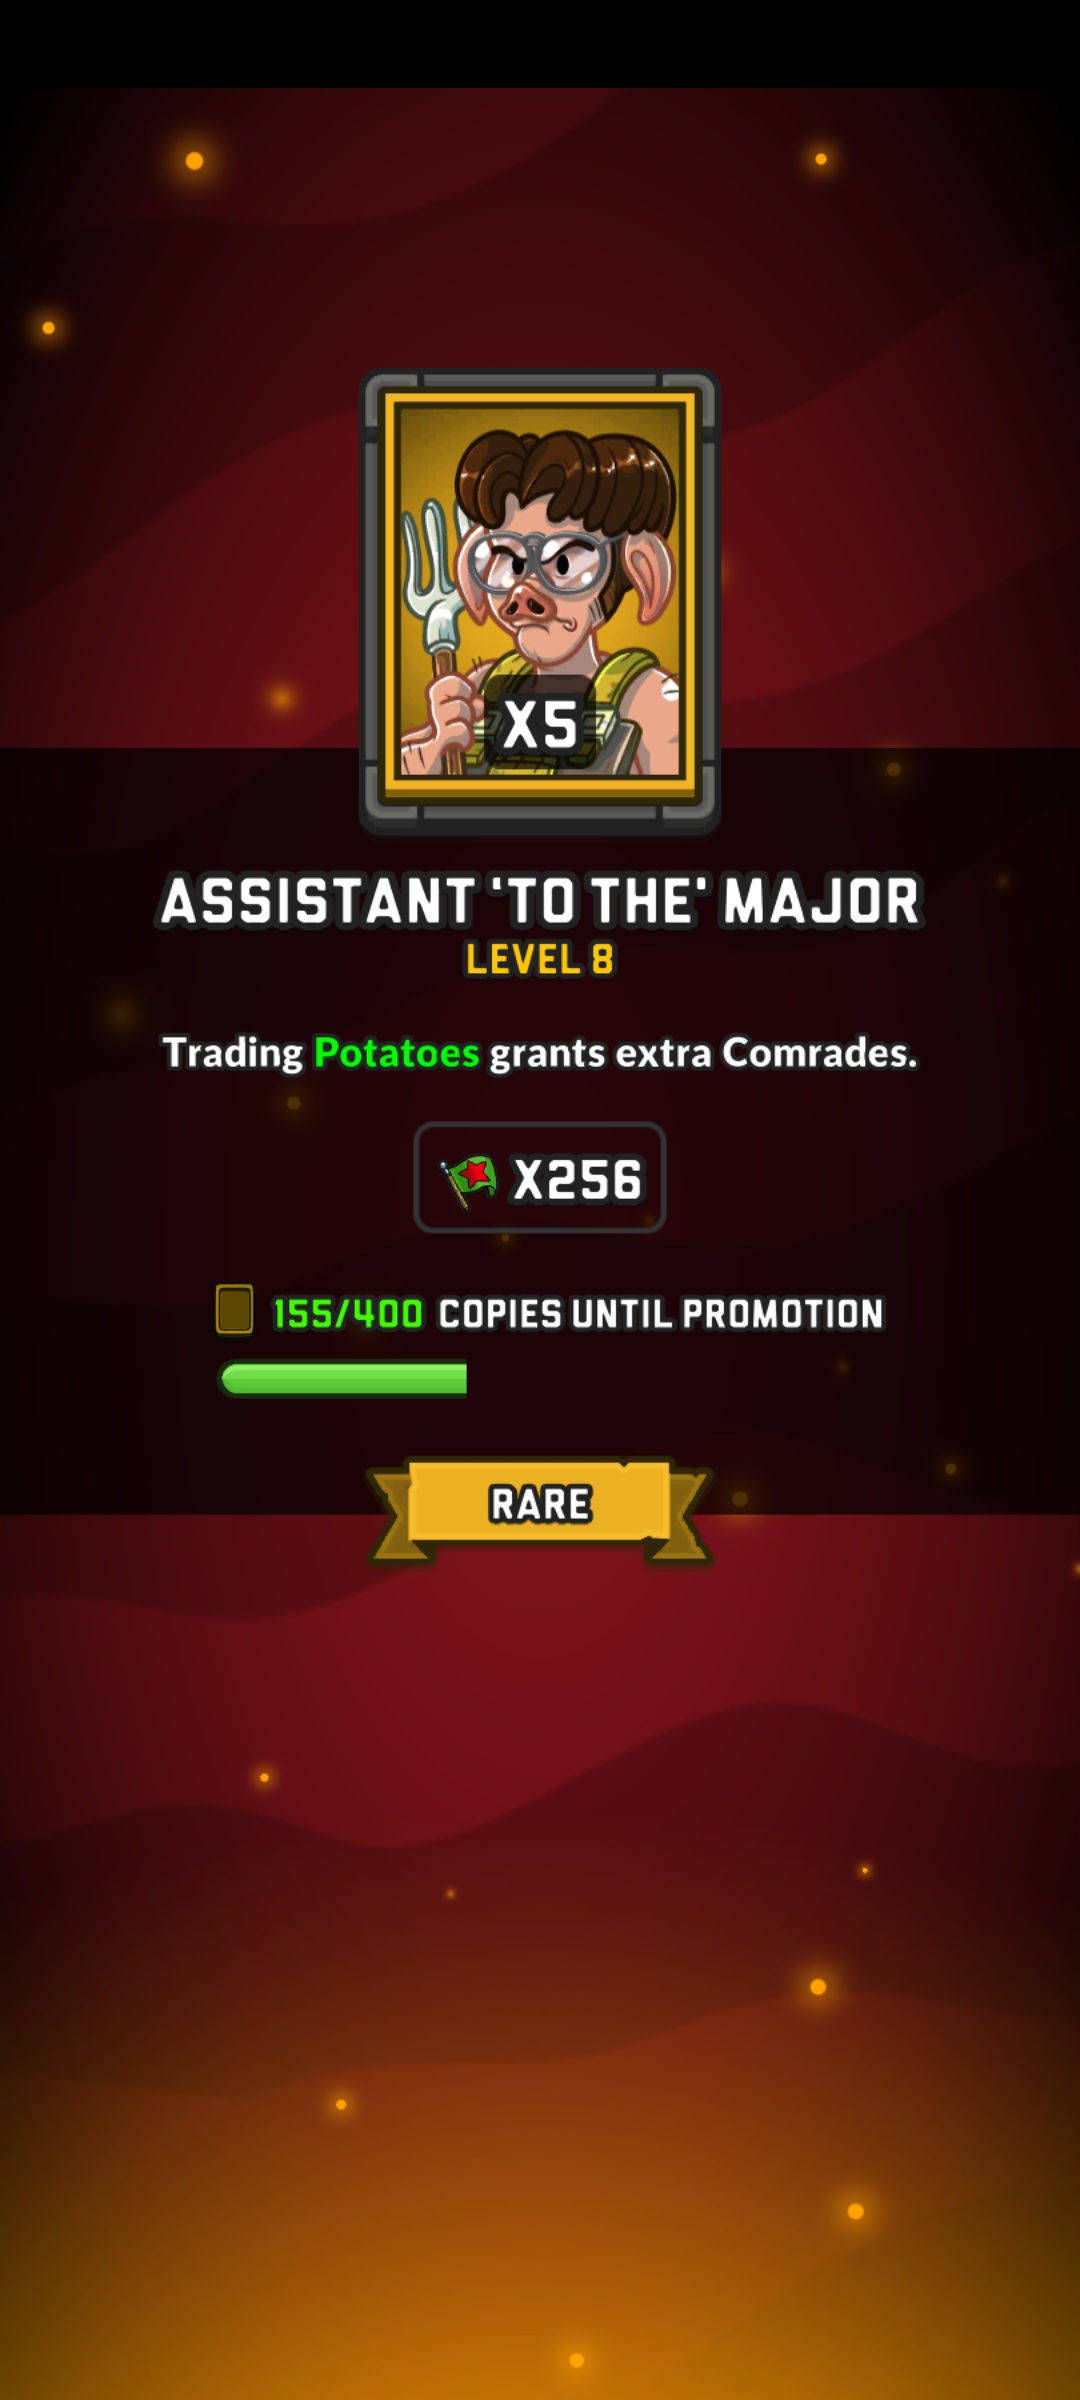 X5
ASSISTANT 'TO THE' MAJOR
LEVEL 8
Trading Potatoes grants extra Comrades.
X256
155/400 COPIES UNTIL PROMOTION
RARE